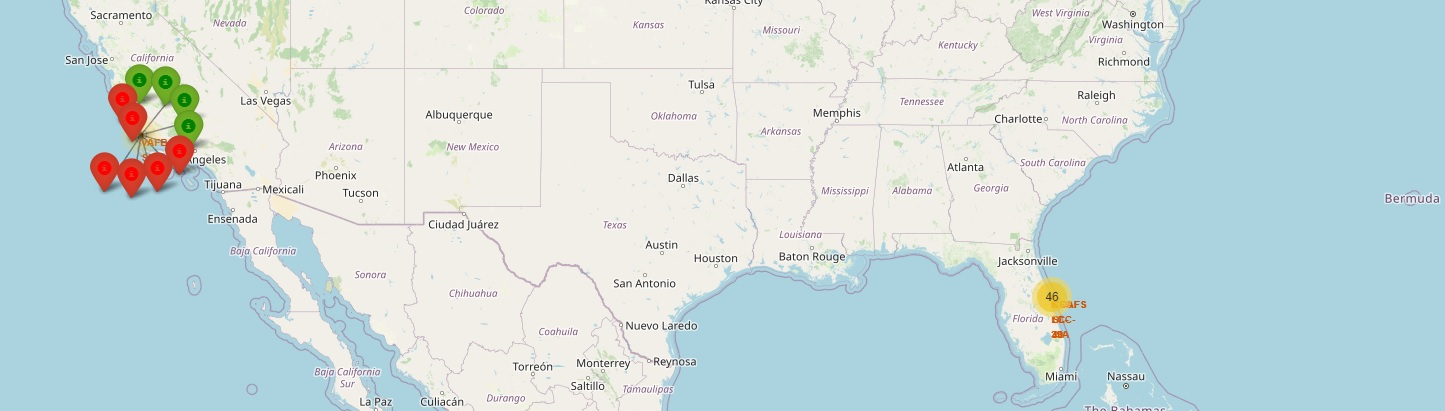 Kansas City
Sacramento
Nevada
Colorado
Kansas
Missouri
West Virginia
Washington
Virginia
Kentucky
San Jose
California
Richmond
Las Vegas
Tulsa
Raleigh
Albuquerque
Oklahoma
Memphis
Tennessee
Charlotte
North Carolina
Arkansas
VAFB
Arizona
New Mexico
Angeles
Phoenix
Dallas
Atlanta
South Carolina
Tijuana
Mexicali
Tucson
Mississippi
Alabama
Georgia
Bermuda
Ensenada
Ciudad Juárez
Texas
Louisiana
Baja California
Austin
Houston
Baton Rouge
Jacksonville
Sonora
San Antonio
Chihuahua
46
Florida
Coahuila
Nuevo Laredo
Torreón
Monterrey
Reynosa
Baja California
Sur
Saltillo
Tamaulipas
Miami
Nassau
La Paz
Culiacán
Durango
The Bahamas